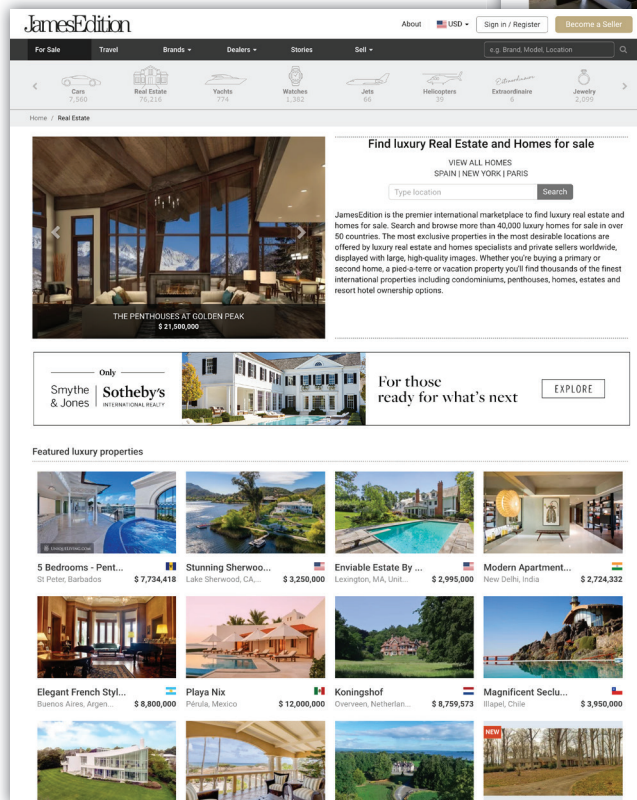 JamesEdition
About
USD
Sign in / Register
Become a Seller
For Sale
Travel
Brands
Dealers
Stories
Sell
e.g. Brand, Model, Location
Cars
7,560
Real Estate
76,216
Yachts
774
Watches
1,382
Jets
66
Helicopters
39
Extraordinaire
Extraordinaire
6
Jewelry
2,099
Home / Real Estate
THE PENTHOUSES AT GOLDEN PEAK
$ 21,500,000
Find luxury Real Estate and Homes for sale
VIEW ALL HOMES
SPAIN | NEW YORK | PARIS
Type location
Search
JamesEdition is the premier international marketplace to find luxury real estate and
homes for sale. Search and browse more than 40,000 luxury homes for sale in over
50 countries. The most exclusive properties in the most desirable locations are
offered by luxury real estate and homes specialists and private sellers worldwide,
displayed with large, high-quality images. Whether you're buying a primary or
second home, a pied-a-terre or vacation property you'll find thousands of the finest
international properties including condominiums, penthouses, homes, estates and
resort hotel ownership options.
Only
Smythe & Jones
Sotheby's
INTERNATIONAL REALTY
For those
ready for what's next
EXPLORE
Featured luxury properties
5 Bedrooms - Pent...
St Peter, Barbados
$ 7,734,418
Stunning Sherwoo...
Lake Sherwood, CA,...
$ 3,250,000
Enviable Estate By ...
Lexington, MA, Unit...
$ 2,995,000
Modern Apartment...
New Delhi, India
$ 2,724,332
Elegant French Styl...
Buenos Aires, Argen...
$ 8,800,000
Playa Nix
Pérula, Mexico
$ 12,000,000
Koningshof
Overveen, Netherlan...
$ 8,759,573
Magnificent Seclu...
Illapel, Chile
$ 3,950,000
NEW